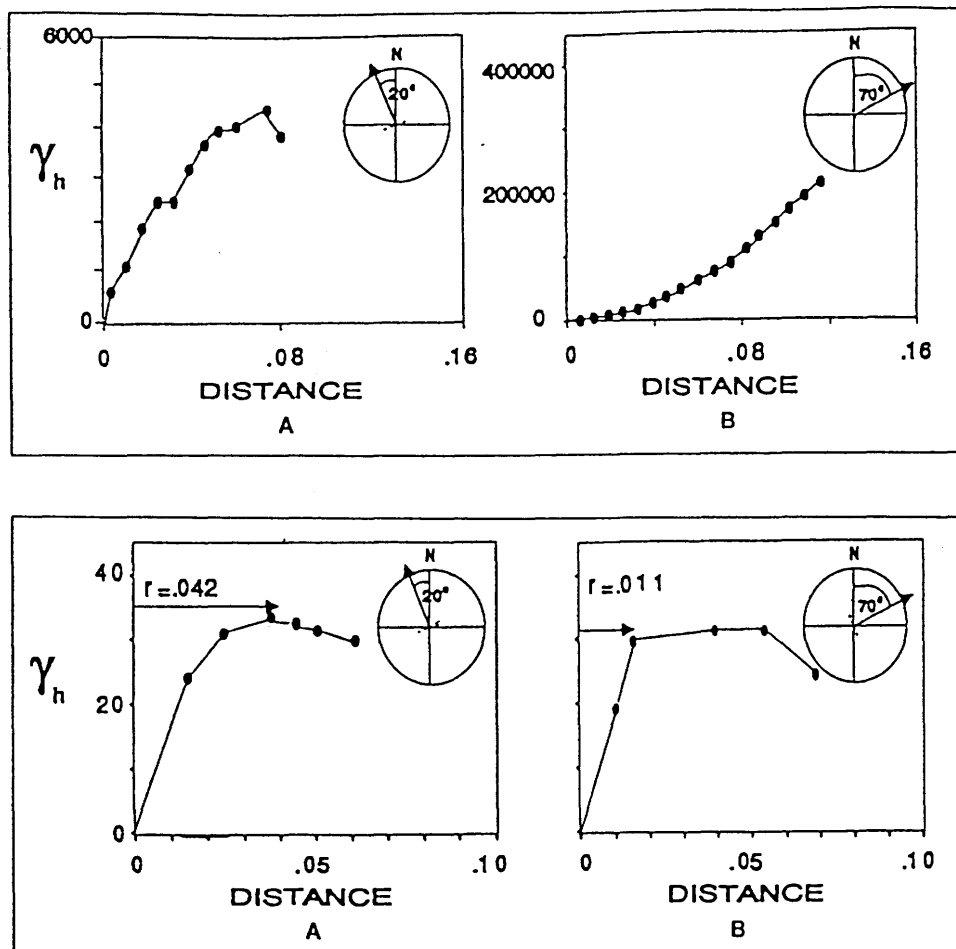 6000
N
20°
γh
0
0 .08 .16
DISTANCE
A
400000
N
70°
200000
0
0 .08 .16
DISTANCE
B
40
r=.042
N
20°
γh
20
0
0 .05 .10
DISTANCE
A
r=.011
N
70°
0 .05 .10
DISTANCE
B